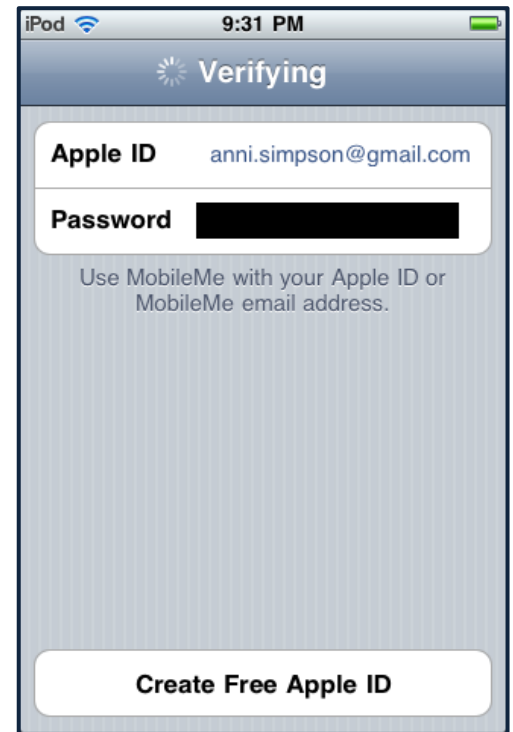 iPod 9:31 PM
Verifying
Apple ID anni.simpson@gmail.com
Password
Use MobileMe with your Apple ID or
MobileMe email address.
Create Free Apple ID